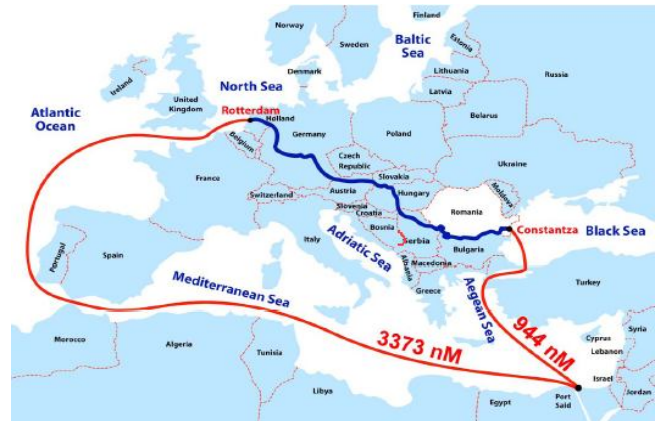 Norway
Finland
Sweden
Baltic
Sea
Estonia
Russia
Ireland
North Sea
Denmark
Lithuania
Latvia
United
Kingdom
Atlantic
Ocean
Rotterdam
Holland
Belarus
Belgium
Germany
Poland
Czech
Republic
Ukraine
Slovakia
France
Switzerland
Austria
Hungary
Moldova
Slovenia
Croatia
Romania
Bosnia
Italy
Serbia
Constantza
Black Sea
Adriatic Sea
Bulgaria
Portugal
Spain
Albania
Macedonia
Mediterranean Sea
Greece
Aegean Sea
Turkey
3373 nM
944 nM
Cyprus
Syria
Lebanon
Morocco
Algeria
Tunisia
Israel
Libya
Egypt
Port
Said
Jordan